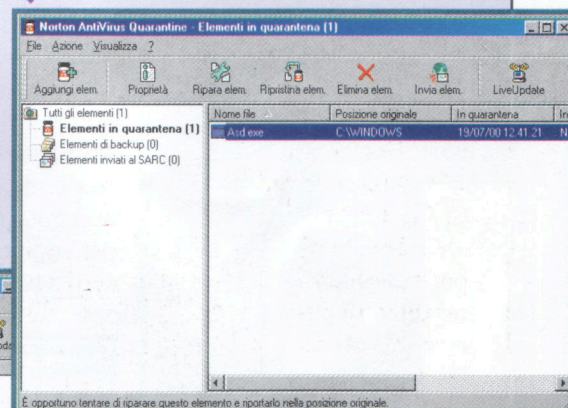 Norton AntiVirus Quarantine - Elementi in quarantena (1)
File Azione Visualizza ?
Aggiungi elem. Proprietà Ripara elem. Ripristina elem. Elimina elem. Invia elem. LiveUpdate
Tutti gli elementi (1)
Elementi in quarantena (1)
Elementi di backup (0)
Elementi inviati al SARC (0)
Nome file Posizione originale In quarantena
Asd.exe C:\WINDOWS 19/07/00 12.41.21
È opportuno tentare di riparare questo elemento e riportarlo nella posizione originale.